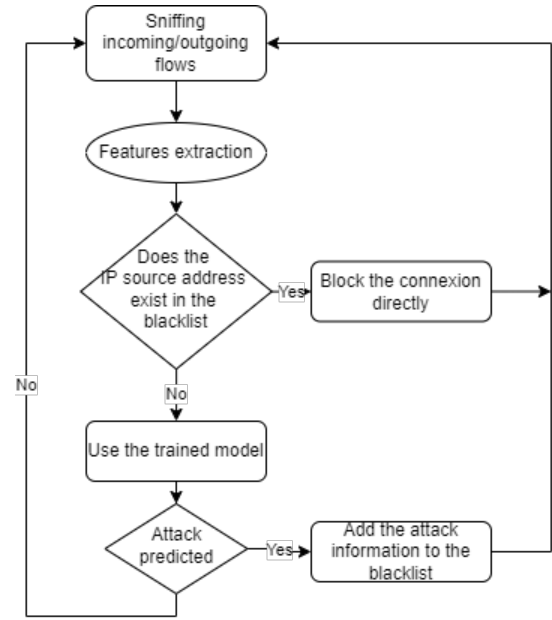 Sniffing
incoming/outgoing
flows
Features extraction
Does the
IP source address
exist in the
blacklist
Yes
Block the connexion
directly
No
No
Use the trained model
Attack
predicted
Yes
Add the attack
information to the
blacklist